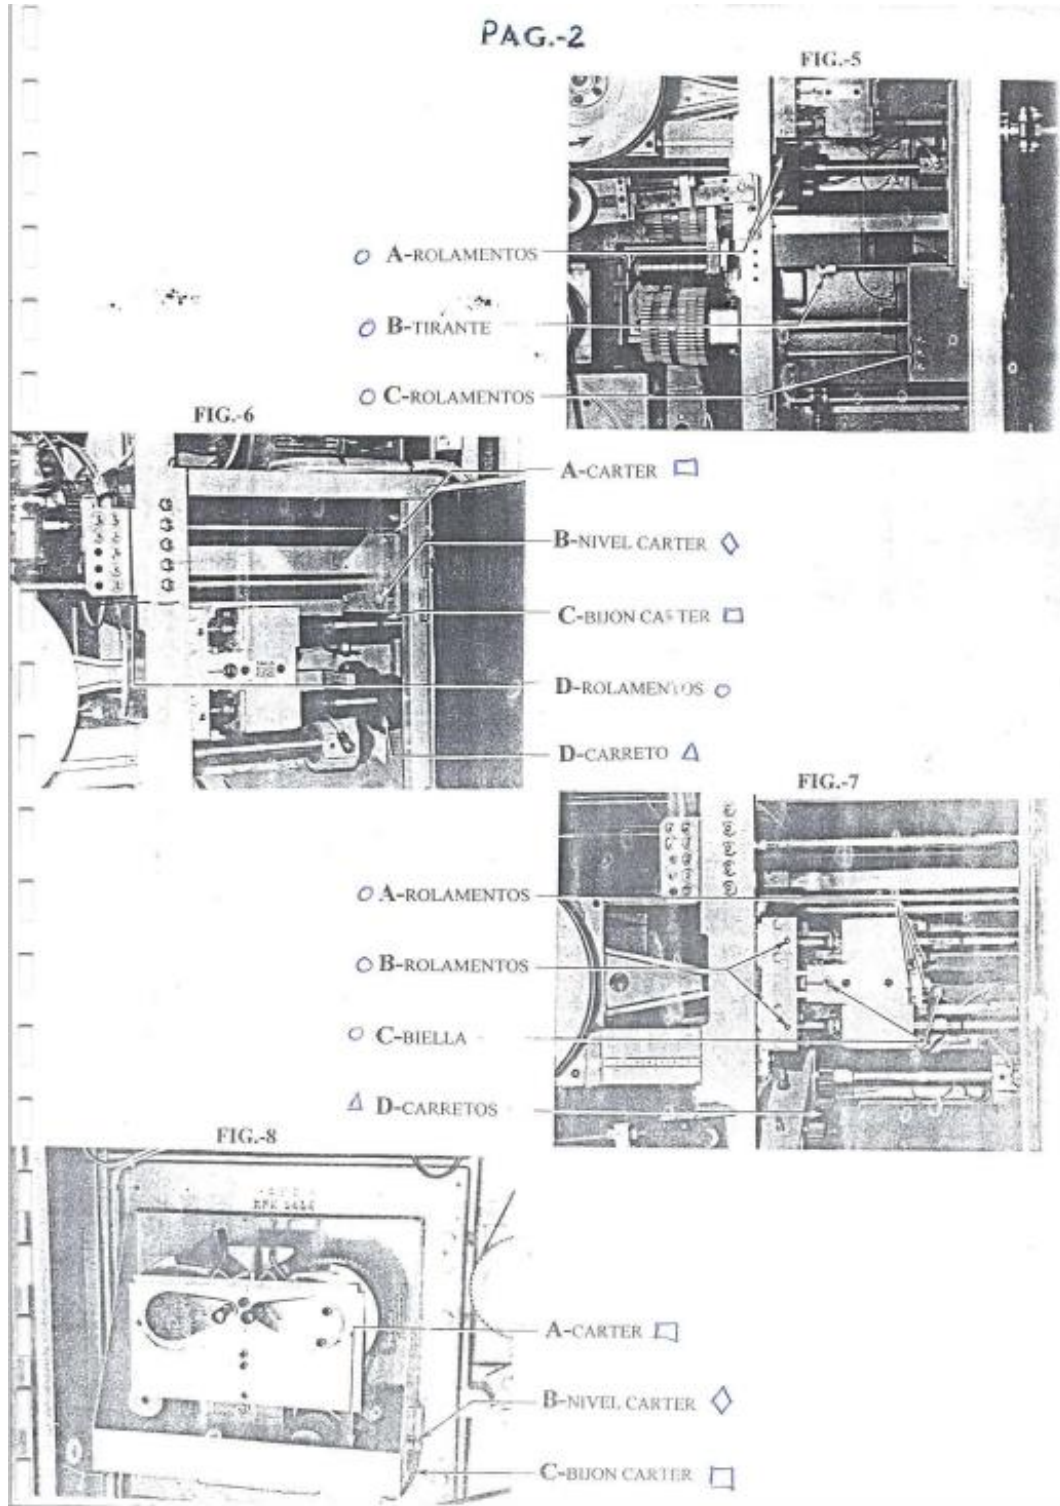 PAG.-2
FIG.-5
A-ROLAMENTOS
B-TIRANTE
C-ROLAMENTOS
FIG.-6
A-CARTER
B-NIVEL CARTER
C-BIJON CARTER
D-ROLAMENTOS
D-CARRETO
FIG.-7
A-ROLAMENTOS
B-ROLAMENTOS
C-BIELLA
D-CARRETOS
FIG.-8
A-CARTER
B-NIVEL CARTER
C-BIJON CARTER